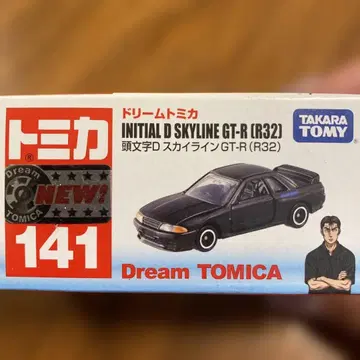 トミカ®
Dream
NEW!
TOMICA
141
ドリームトミカ
INITIAL D SKYLINE GT-R (R32)
頭文字D スカイラインGT-R (R32)
TAKARA
TOMY
Dream TOMICA